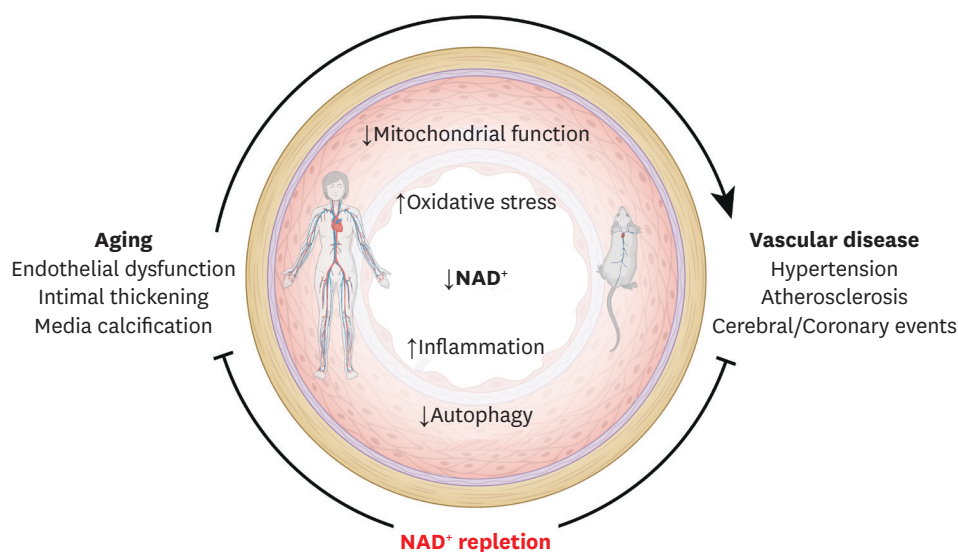 ↓Mitochondrial function
↑Oxidative stress
Aging
Endothelial dysfunction
Intimal thickening
Media calcification
↓NAD⁺
Vascular disease
Hypertension
Atherosclerosis
Cerebral/Coronary events
↑Inflammation
↓Autophagy
NAD⁺ repletion